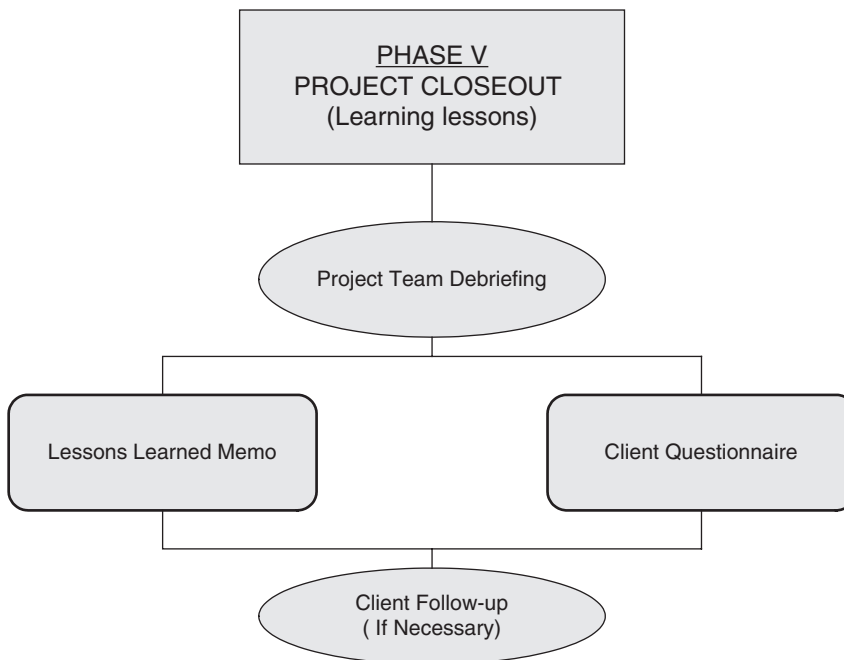 PHASE V
PROJECT CLOSEOUT
(Learning lessons)
Project Team Debriefing
Lessons Learned Memo
Client Questionnaire
Client Follow-up
( If Necessary)